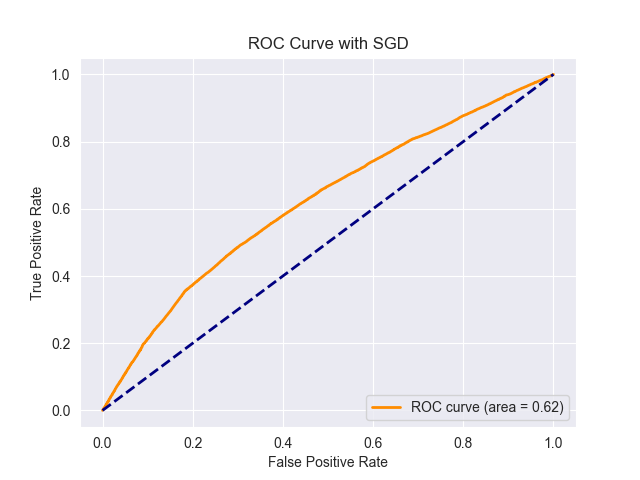 ROC Curve with SGD
1.0
0.8
0.6
0.4
0.2
0.0
True Positive Rate
ROC curve (area = 0.62)
0.0 0.2 0.4 0.6 0.8 1.0
False Positive Rate